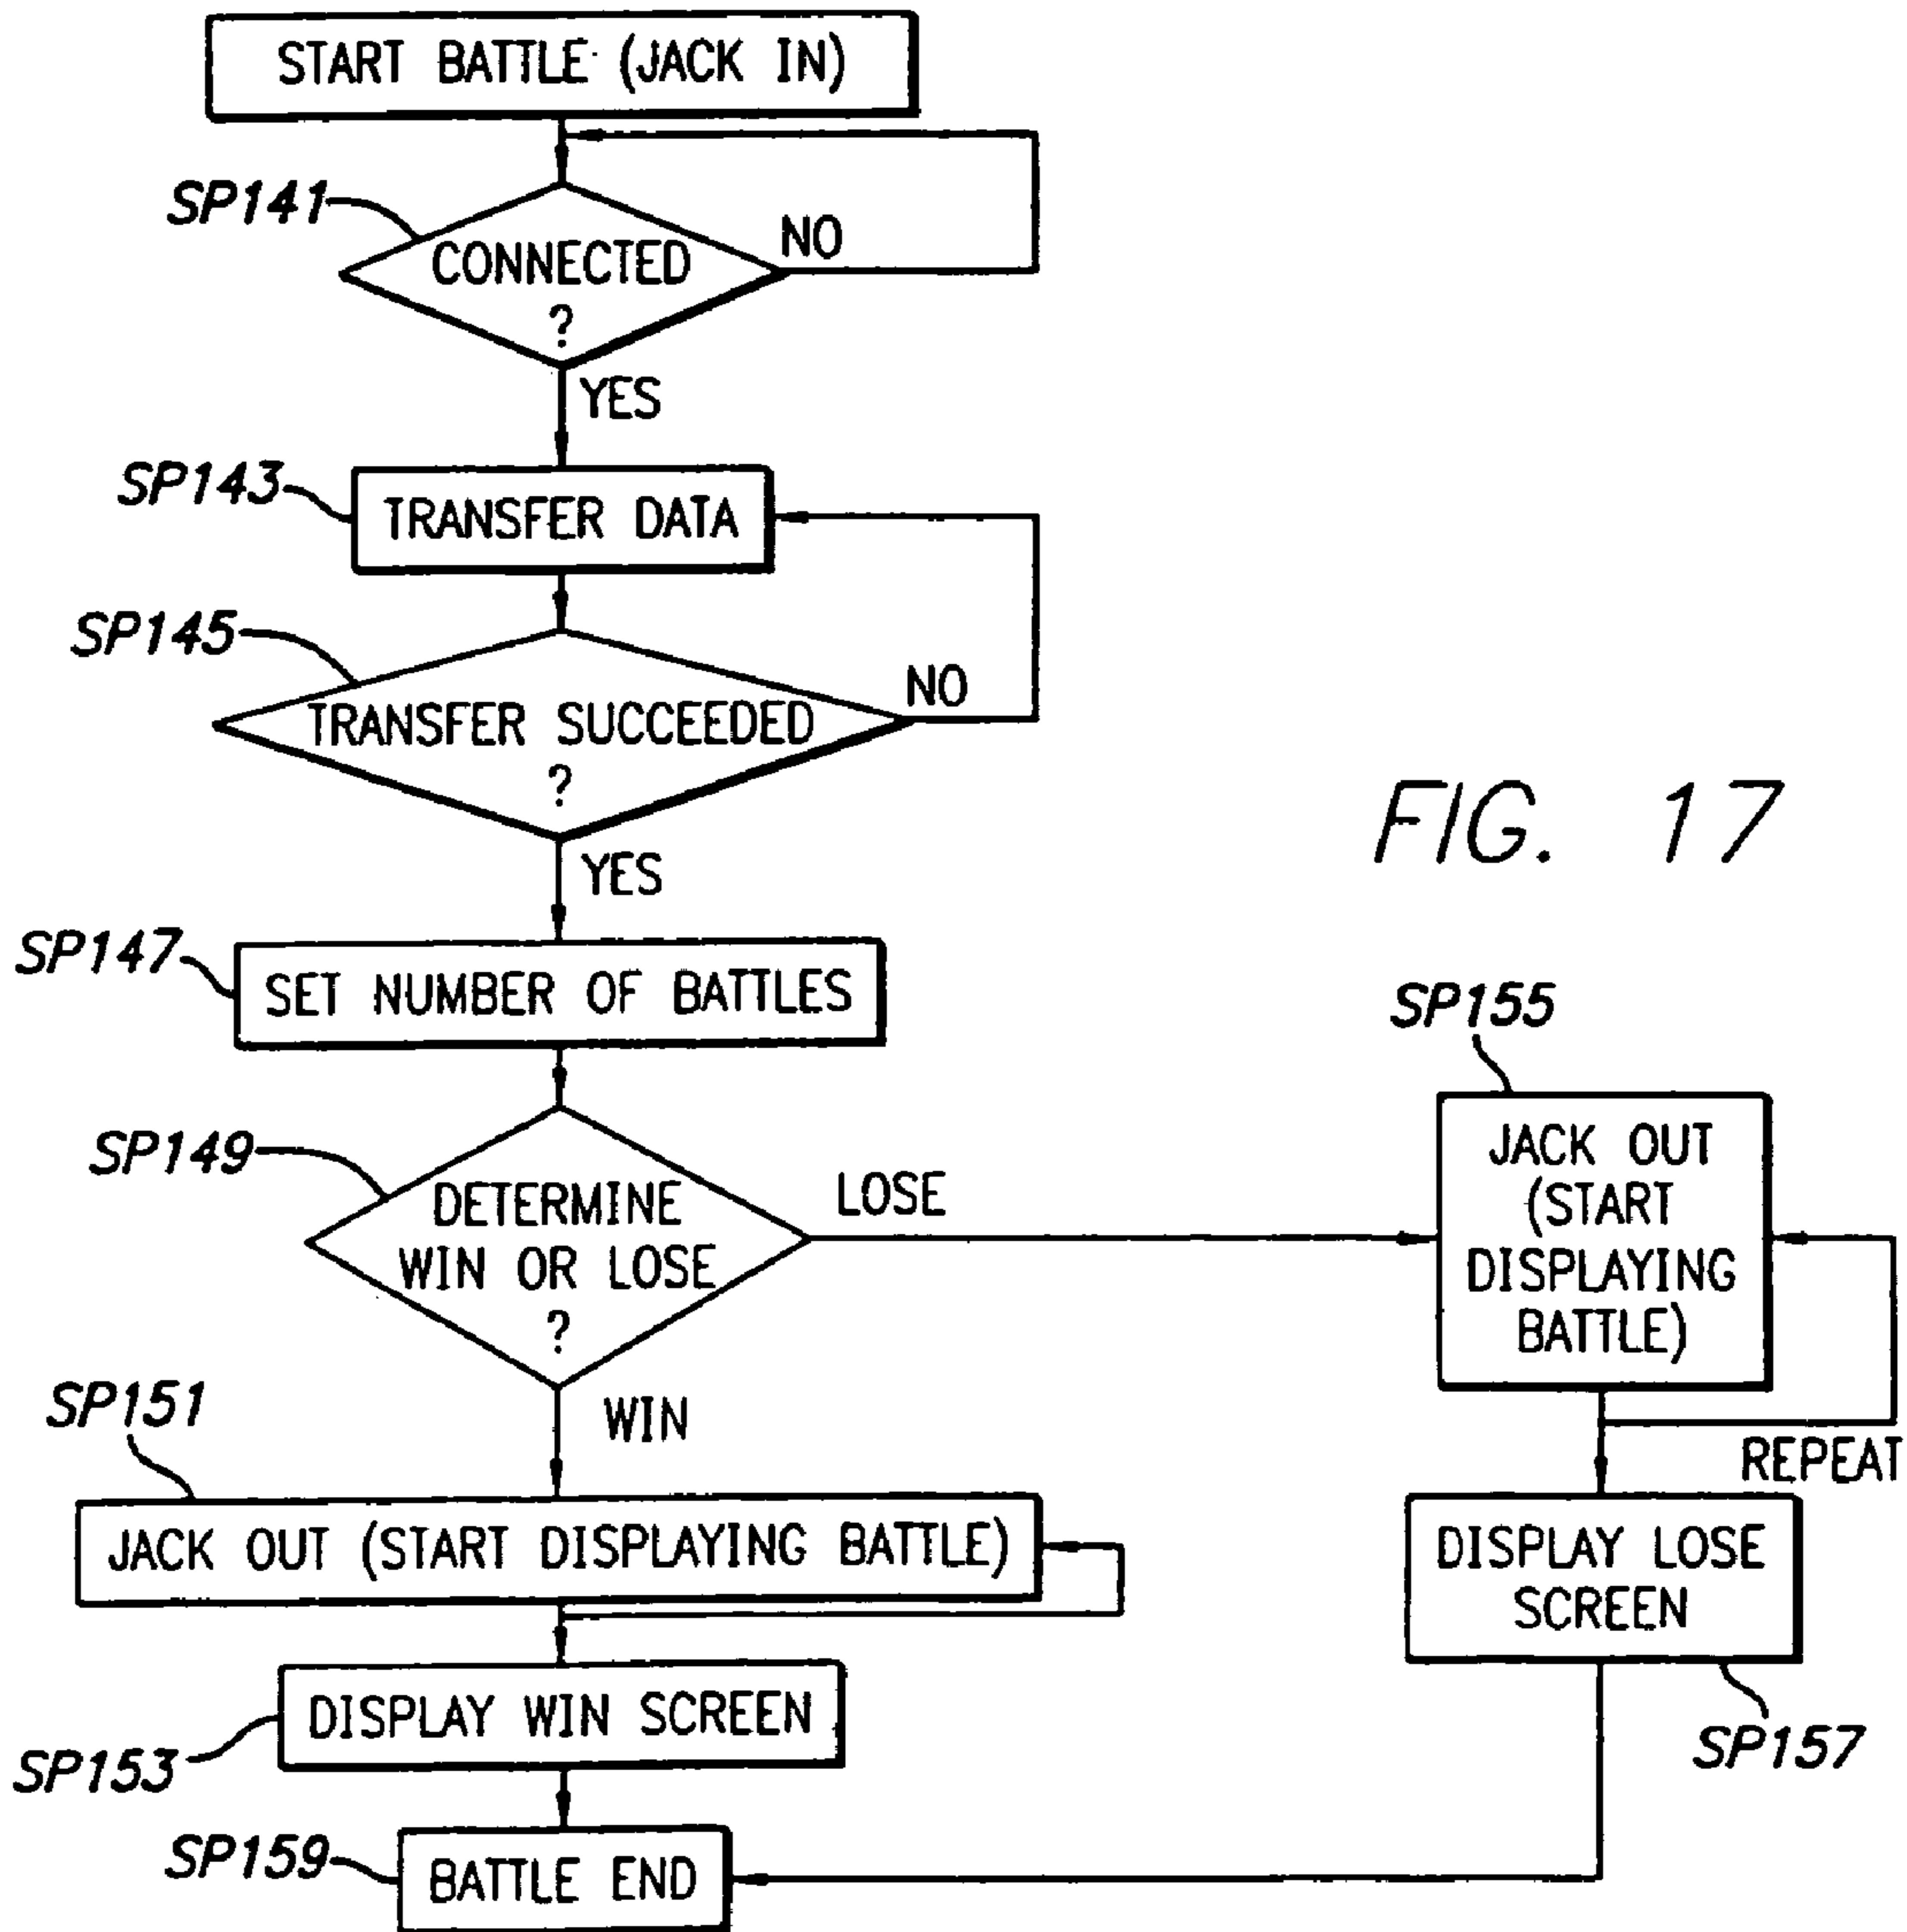 START BATTLE (JACK IN)
SP141
CONNECTED
?
NO
YES
SP143
TRANSFER DATA
SP145
TRANSFER SUCCEEDED
?
NO
YES
FIG. 17
SP147
SET NUMBER OF BATTLES
SP149
DETERMINE
WIN OR LOSE
?
LOSE
WIN
SP155
JACK OUT
(START
DISPLAYING
BATTLE)
REPEAT
SP151
JACK OUT (START DISPLAYING BATTLE)
DISPLAY LOSE
SCREEN
SP157
SP153
DISPLAY WIN SCREEN
SP159
BATTLE END